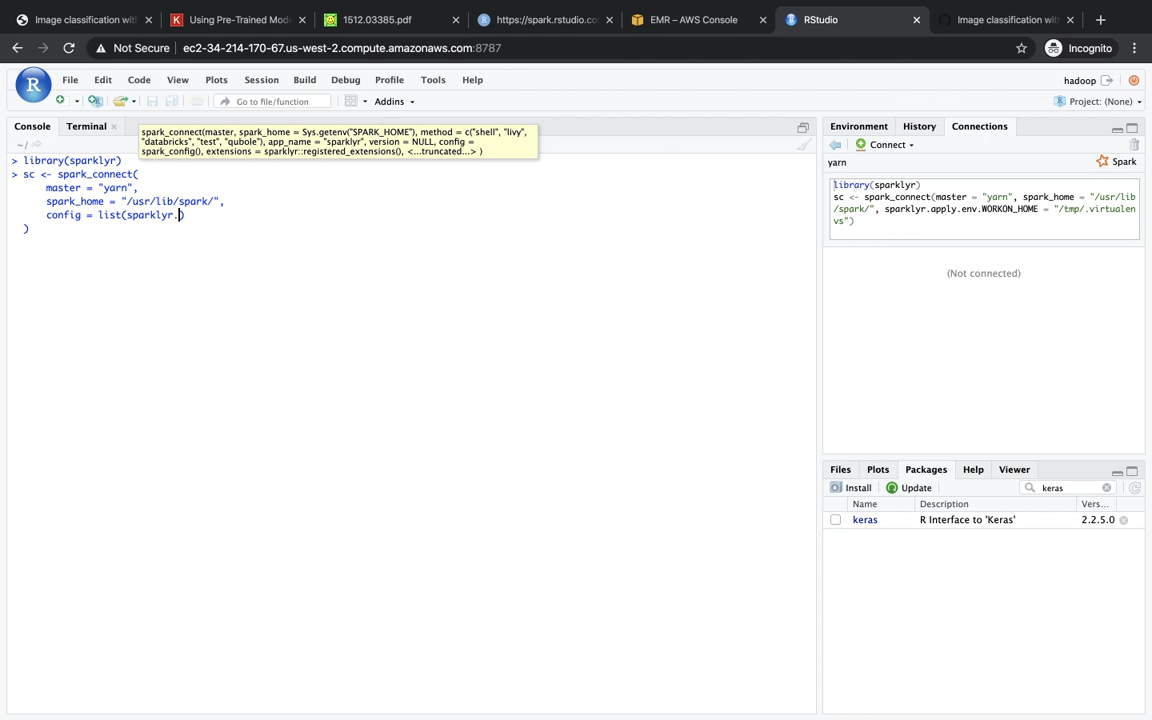 Image classification with
Using Pre-Trained Mode
1512.03385.pdf
https://spark.rstudio.co
EMR – AWS Console
RStudio
Image classification with
Not Secure
ec2-34-214-170-67.us-west-2.compute.amazonaws.com:8787
Incognito
R
File Edit Code View Plots Session Build Debug Profile Tools Help
hadoop
Go to file/function
Addins
Project: (None)
Console Terminal
~/
spark_connect(master, spark_home = Sys.getenv("SPARK_HOME"), method = c("shell", "livy",
"databricks", "test", "qubole"), app_name = "sparklyr", version = NULL, config =
spark_config(), extensions = sparklyr::registered_extensions(), <...truncated...> )
> library(sparklyr)
> sc <- spark_connect(
master = "yarn",
spark_home = "/usr/lib/spark/",
config = list(sparklyr.)
)
Environment History Connections
Connect
yarn
Spark
library(sparklyr)
sc <- spark_connect(master = "yarn", spark_home = "/usr/lib
/spark/", sparklyr.apply.env.WORKON_HOME = "/tmp/.virtualen
vs")
(Not connected)
Files Plots Packages Help Viewer
Install Update
keras
Name Description Vers...
keras R Interface to 'Keras' 2.2.5.0